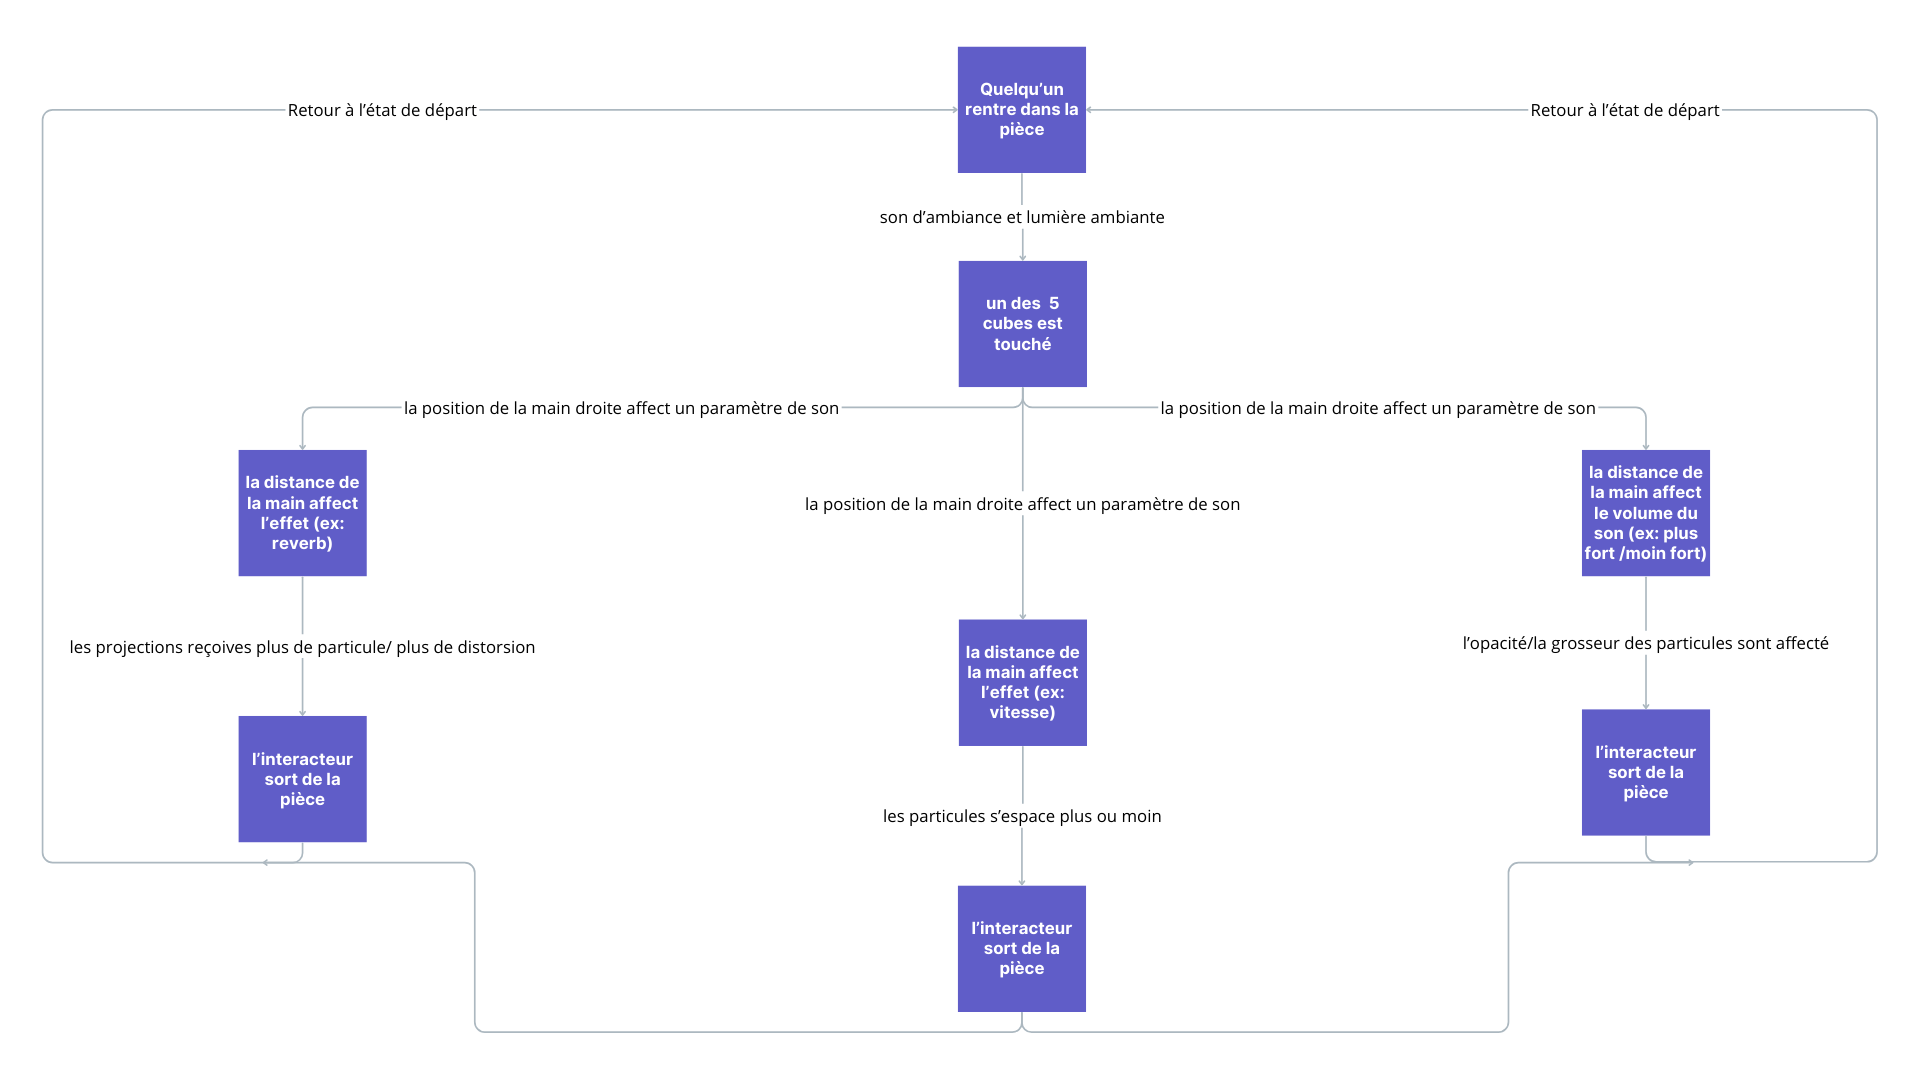 Quelqu’un
rentre dans la
pièce
Retour à l’état de départ
Retour à l’état de départ
son d’ambiance et lumière ambiante
un des  5
cubes est
touché
la position de la main droite affect un paramètre de son
la position de la main droite affect un paramètre de son
la position de la main droite affect un paramètre de son
la distance de
la main affect
l’effet (ex:
reverb)
la distance de
la main affect
le volume du
son (ex: plus
fort /moin fort)
les projections reçoives plus de particule/ plus de distorsion
la distance de
la main affect
l’effet (ex:
vitesse)
l’opacité/la grosseur des particules sont affecté
l’interacteur
sort de la
pièce
les particules s’espace plus ou moin
l’interacteur
sort de la
pièce
l’interacteur
sort de la
pièce